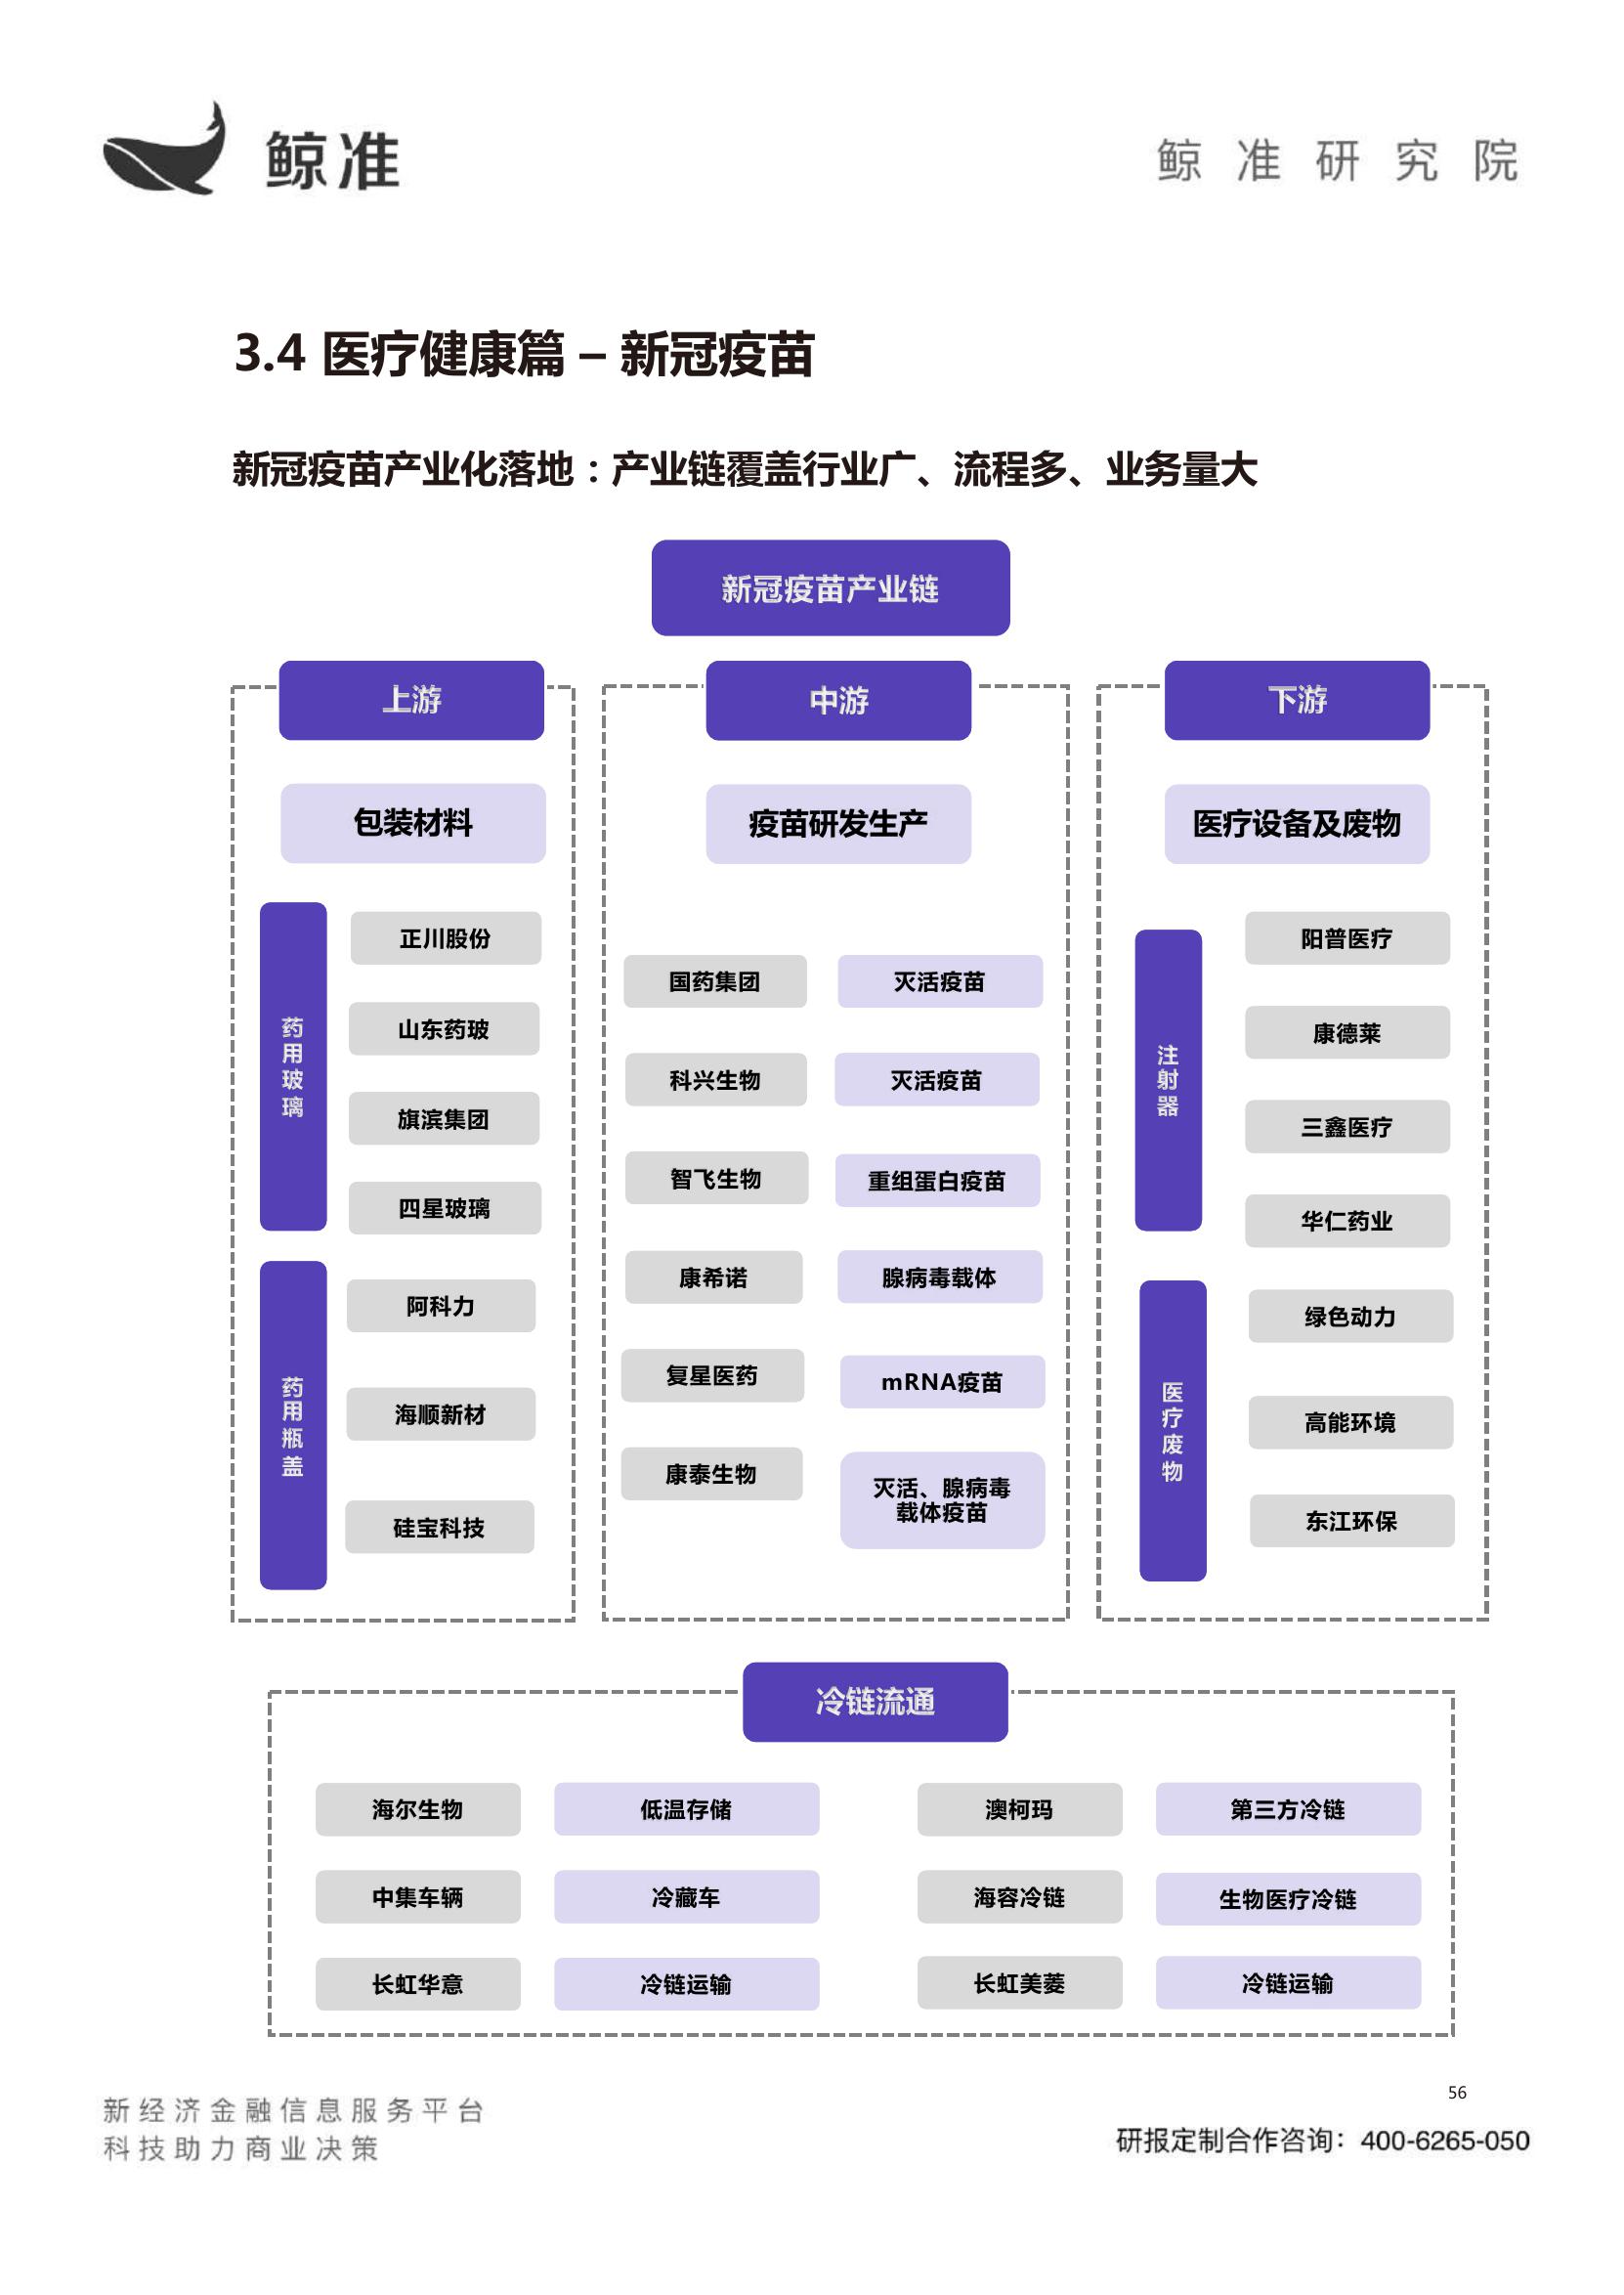 鲸准
鲸准研究院
3.4 医疗健康篇 – 新冠疫苗
新冠疫苗产业化落地：产业链覆盖行业广、流程多、业务量大
新冠疫苗产业链
上游
包装材料
药用玻璃
正川股份
山东药玻
旗滨集团
四星玻璃
药用瓶盖
阿科力
海顺新材
硅宝科技
中游
疫苗研发生产
国药集团
灭活疫苗
科兴生物
灭活疫苗
智飞生物
重组蛋白疫苗
康希诺
腺病毒载体
复星医药
mRNA疫苗
康泰生物
灭活、腺病毒
载体疫苗
下游
医疗设备及废物
注射器
阳普医疗
康德莱
三鑫医疗
华仁药业
医疗废物
绿色动力
高能环境
东江环保
冷链流通
海尔生物
低温存储
澳柯玛
第三方冷链
中集车辆
冷藏车
海容冷链
生物医疗冷链
长虹华意
冷链运输
长虹美菱
冷链运输
56
新经济金融信息服务平台
科技助力商业决策
研报定制合作咨询：400-6265-050